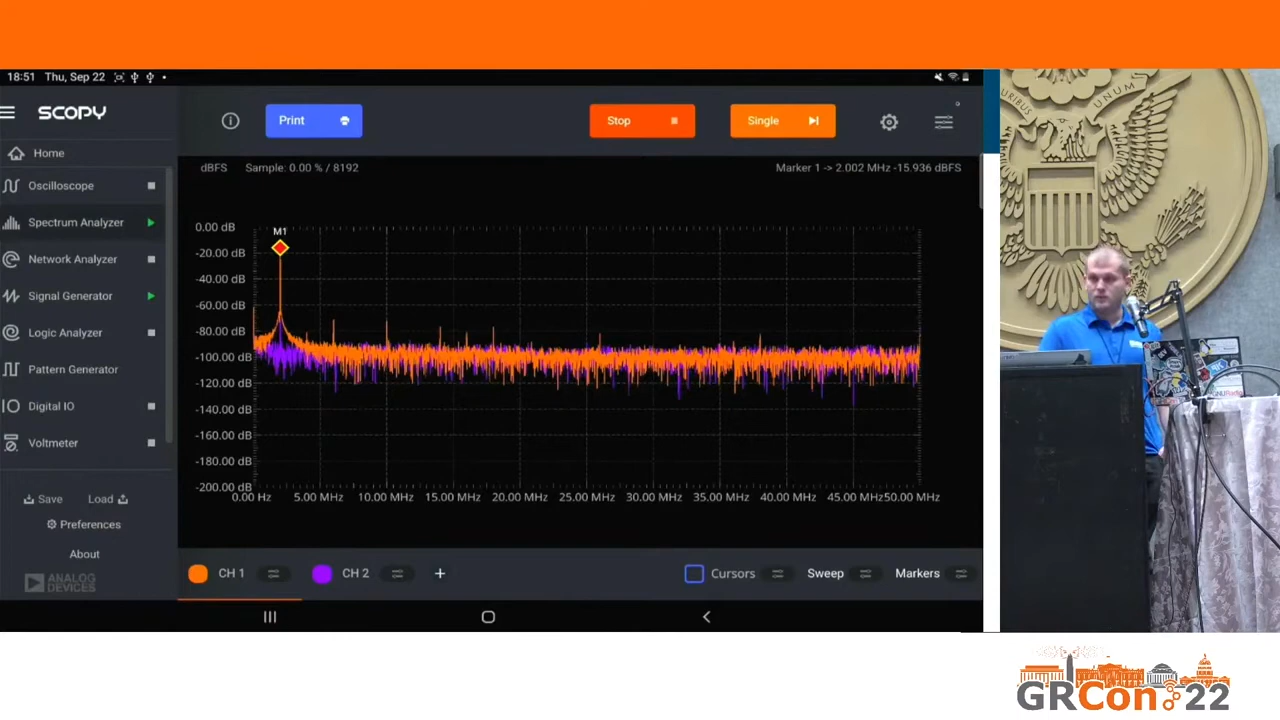 18:51 Thu, Sep 22
SCOPY
Print
Stop
Single
Home
Oscilloscope
Spectrum Analyzer
Network Analyzer
Signal Generator
Logic Analyzer
Pattern Generator
Digital IO
Voltmeter
Save
Load
Preferences
About
ANALOG
DEVICES
dBFS
Sample: 0.00 % / 8192
Marker 1 -> 2.002 MHz -15.936 dBFS
M1
0.00 dB
-20.00 dB
-40.00 dB
-60.00 dB
-80.00 dB
-100.00 dB
-120.00 dB
-140.00 dB
-160.00 dB
-180.00 dB
-200.00 dB
0.00 Hz 5.00 MHz 10.00 MHz 15.00 MHz 20.00 MHz 25.00 MHz 30.00 MHz 35.00 MHz 40.00 MHz 45.00 MHz 50.00 MHz
CH 1
CH 2
+
Cursors
Sweep
Markers
RIBUS UNUM
GRCon 22